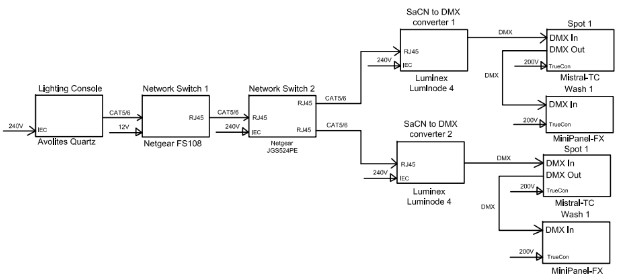 SaCN to DMX
converter 1
RJ45
240V
IEC
Luminex
Luminode 4
DMX
Spot 1
DMX In
DMX Out
200V
TrueCon
Mistral-TC
DMX
Wash 1
DMX In
200V
TrueCon
MiniPanel-FX
Lighting Console
240V
IEC
Avolites Quartz
CAT5/6
Network Switch 1
RJ45
12V
Netgear FS108
CAT5/6
Network Switch 2
RJ45
RJ45
240V
IEC
RJ45
Netgear
JGS524PE
CAT5/6
CAT5/6
SaCN to DMX
converter 2
RJ45
240V
IEC
Luminex
Luminode 4
DMX
Spot 1
DMX In
DMX Out
200V
TrueCon
Mistral-TC
DMX
Wash 1
DMX In
200V
TrueCon
MiniPanel-FX